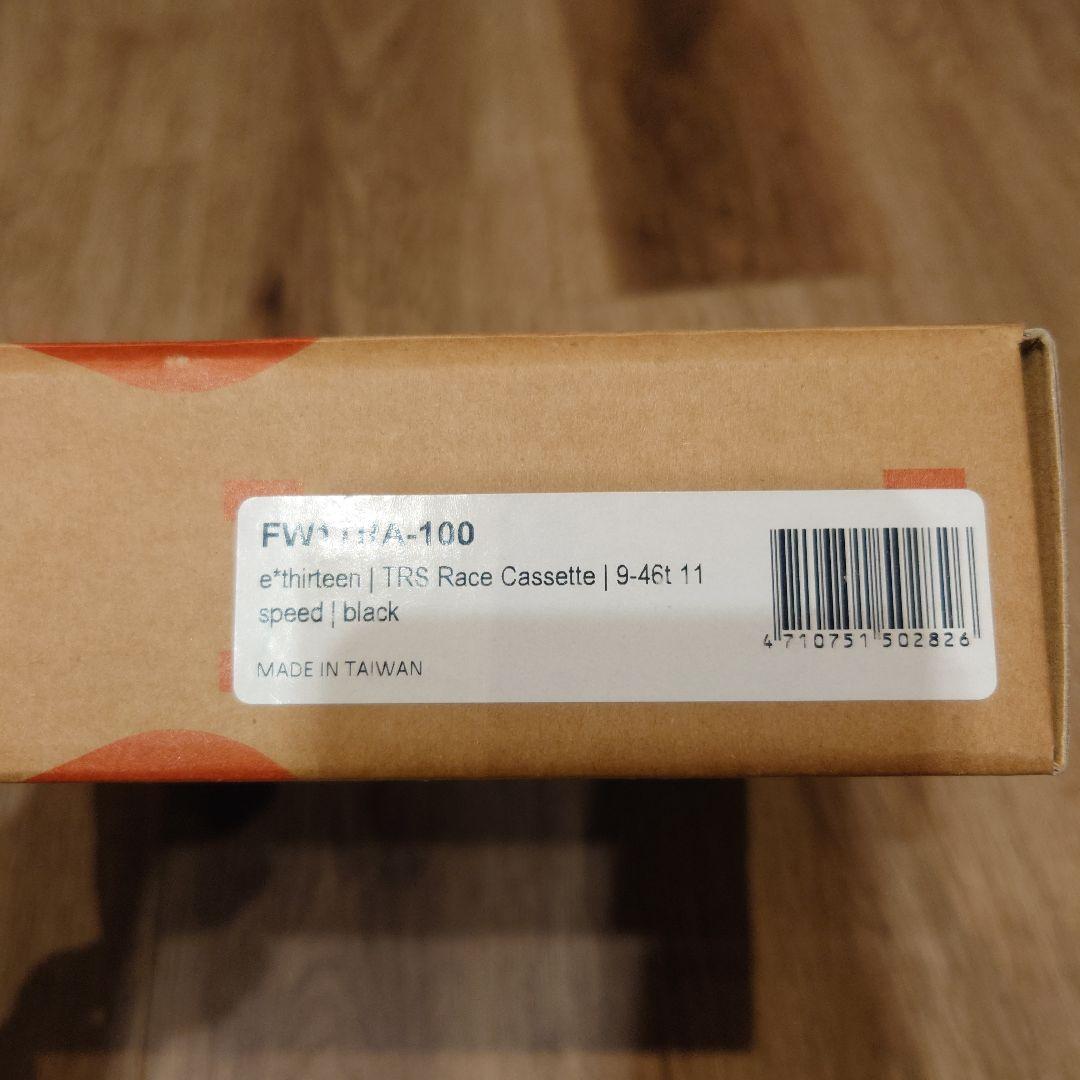 e*thirteen | TRS Race Cassette | 9-46t 11
speed | black
MADE IN TAIWAN
4 710751 502826